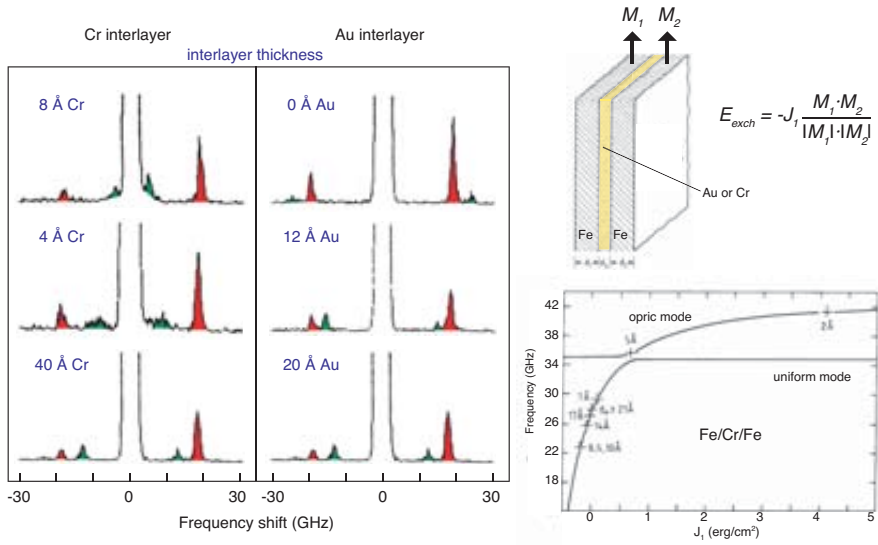 Cr interlayer
Au interlayer
interlayer thickness
8 Å Cr
0 Å Au
4 Å Cr
12 Å Au
40 Å Cr
20 Å Au
-30 0 30
-30 0 30
Frequency shift (GHz)
M1 M2
Eexch = -J1 M1·M2 / |M1|·|M2|
Au or Cr
Fe Fe
Frequency (GHz)
42
38
34
30
26
22
18
opric mode
uniform mode
2Å
Fe/Cr/Fe
0 1 2 3 4 5
J1 (erg/cm²)